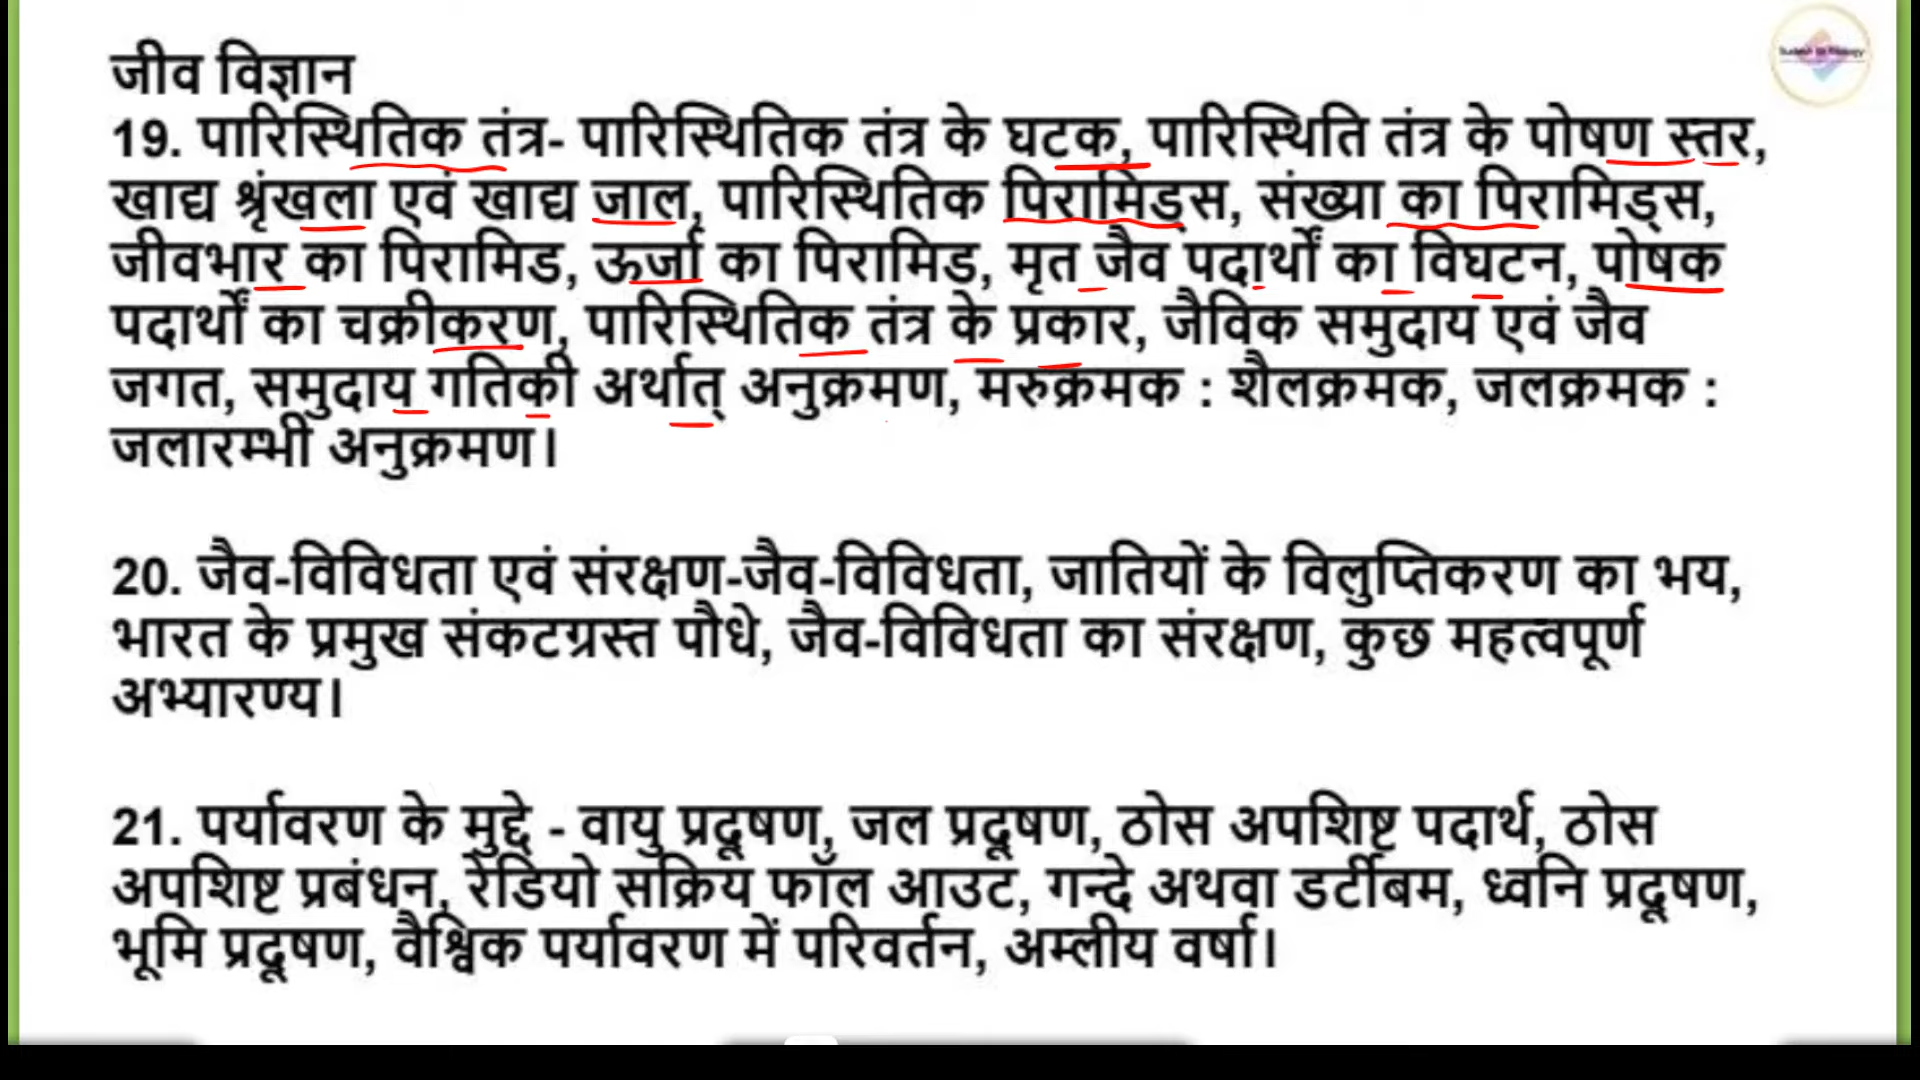 जीव विज्ञान
19. पारिस्थितिक तंत्र- पारिस्थितिक तंत्र के घटक, पारिस्थिति तंत्र के पोषण स्तर,
खाद्य श्रृंखला एवं खाद्य जाल, पारिस्थितिक पिरामिड्स, संख्या का पिरामिड्स,
जीवभार का पिरामिड, ऊर्जा का पिरामिड, मृत जैव पदार्थों का विघटन, पोषक
पदार्थों का चक्रीकरण, पारिस्थितिक तंत्र के प्रकार, जैविक समुदाय एवं जैव
जगत, समुदाय गतिकी अर्थात् अनुक्रमण, मरुक्रमक : शैलक्रमक, जलक्रमक :
जलारम्भी अनुक्रमण।
20. जैव-विविधता एवं संरक्षण-जैव-विविधता, जातियों के विलुप्तिकरण का भय,
भारत के प्रमुख संकटग्रस्त पौधे, जैव-विविधता का संरक्षण, कुछ महत्वपूर्ण
अभ्यारण्य।
21. पर्यावरण के मुद्दे - वायु प्रदूषण, जल प्रदूषण, ठोस अपशिष्ट पदार्थ, ठोस
अपशिष्ट प्रबंधन, रेडियो सक्रिय फॉल आउट, गन्दे अथवा डर्टीबम, ध्वनि प्रदूषण,
भूमि प्रदूषण, वैश्विक पर्यावरण में परिवर्तन, अम्लीय वर्षा।